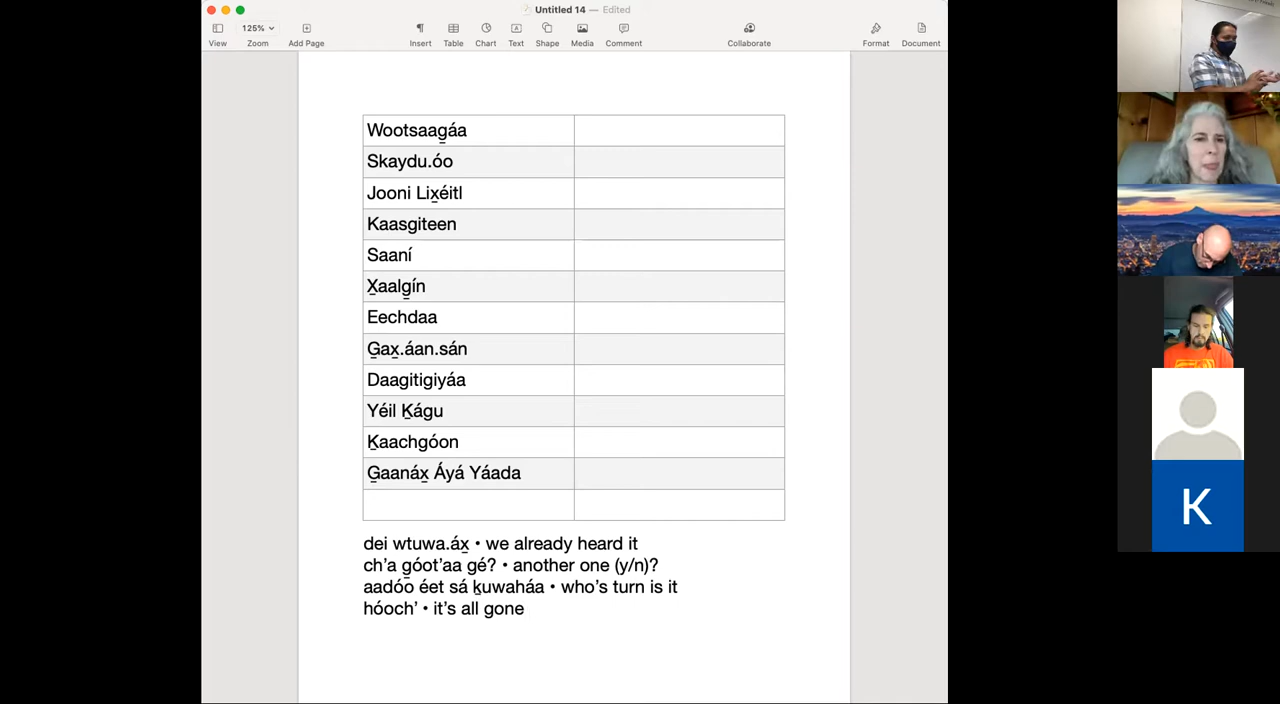 Untitled 14 — Edited
125%
View Zoom Add Page Insert Table Chart Text Shape Media Comment Collaborate Format Document
Wootsaag̲áa
Skaydu.óo
Jooni Lix̲éitl
Kaasgiteen
Saaní
X̲aalg̲ín
Eechdaa
G̲ax̲.áan.sán
Daagitigiyáa
Yéil Ḵágu
Ḵaachgóon
G̲aanáx̲ Áyá Yáada
dei wtuwa.áx̲ • we already heard it
ch’a g̲óot’aa gé? • another one (y/n)?
aadóo éet sá ḵuwaháa • who’s turn is it
hóoch’ • it’s all gone
K